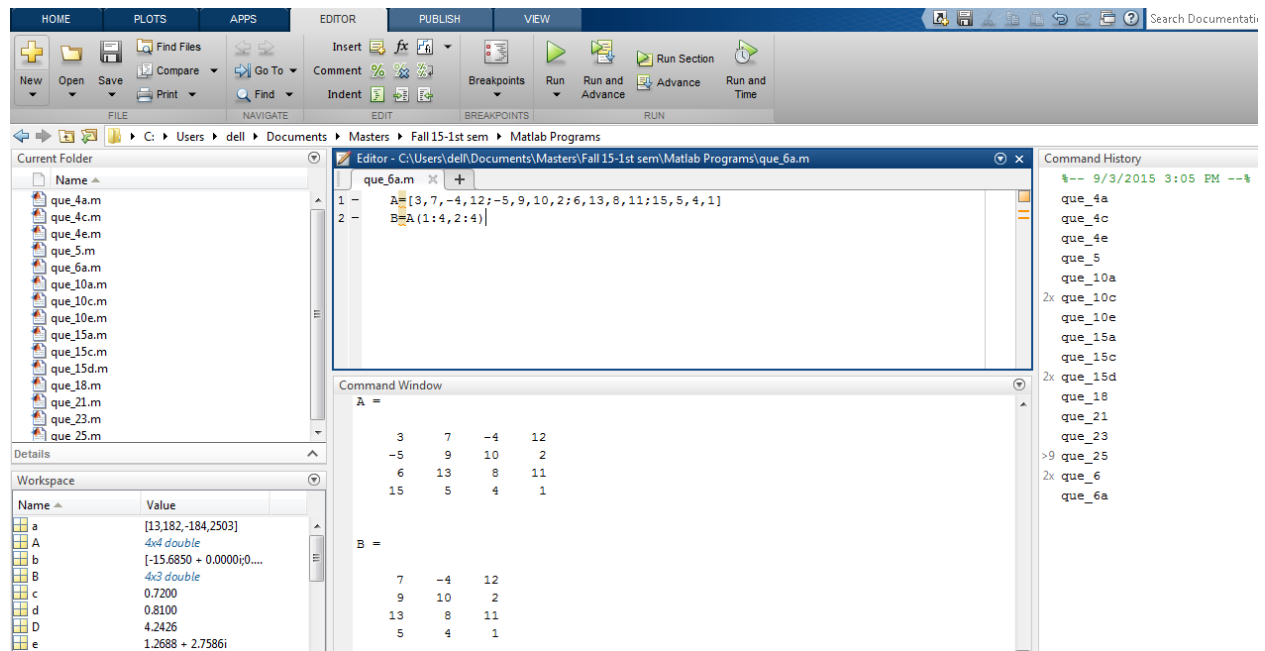 HOME PLOTS APPS EDITOR PUBLISH VIEW
Search Documentati
New Open Save Find Files Compare Print
Go To Find
Insert fx
Comment
Indent
Breakpoints
Run Run and Advance Run Section Advance Run and Time
FILE NAVIGATE EDIT BREAKPOINTS RUN
C: Users dell Documents Masters Fall 15-1st sem Matlab Programs
Current Folder
Name
que_4a.m
que_4c.m
que_4e.m
que_5.m
que_6a.m
que_10a.m
que_10c.m
que_10e.m
que_15a.m
que_15c.m
que_15d.m
que_18.m
que_21.m
que_23.m
que_25.m
Details
Workspace
Name Value
a [13,182,-184,2503]
A 4x4 double
b [-15.6850 + 0.0000i;0....
B 4x3 double
c 0.7200
d 0.8100
D 4.2426
e 1.2688 + 2.7586i
Editor - C:\Users\dell\Documents\Masters\Fall 15-1st sem\Matlab Programs\que_6a.m
que_6a.m
1 - A=[3,7,-4,12;-5,9,10,2;6,13,8,11;15,5,4,1]
2 - B=A(1:4,2:4)
Command Window
A =
3 7 -4 12
-5 9 10 2
6 13 8 11
15 5 4 1
B =
7 -4 12
9 10 2
13 8 11
5 4 1
Command History
%-- 9/3/2015 3:05 PM --%
que_4a
que_4c
que_4e
que_5
que_10a
2x que_10c
que_10e
que_15a
que_15c
2x que_15d
que_18
que_21
que_23
>9 que_25
2x que_6
que_6a